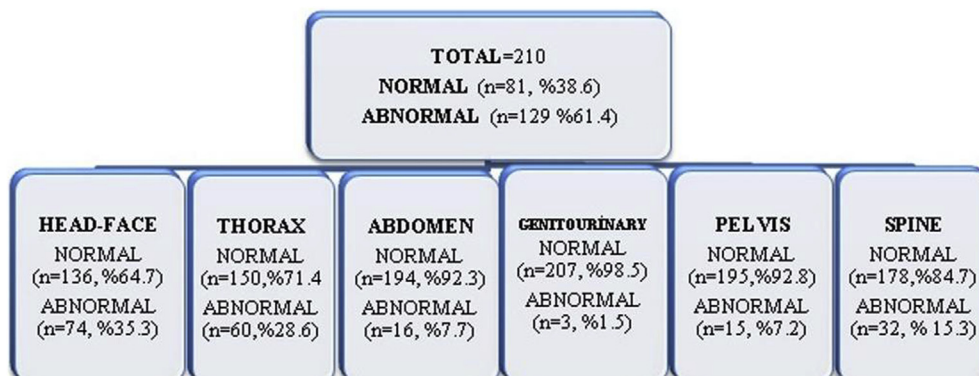 TOTAL=210
NORMAL (n=81, %38.6)
ABNORMAL (n=129 %61.4)
HEAD-FACE
NORMAL
(n=136,%64.7)
ABNORMAL
(n=74, %35.3)
THORAX
NORMAL
(n=150,%71.4
ABNORMAL
(n=60,%28.6)
ABDOMEN
NORMAL
(n=194,%92.3)
ABNORMAL
(n=16, %7.7)
GENITOURİNARY
NORMAL
(n=207, %98.5)
ABNORMAL
(n=3, %1.5)
PELVIS
NORMAL
(n=195,%92.8)
ABNORMAL
(n=15, %7.2)
SPINE
NORMAL
(n=178,%84.7)
ABNORMAL
(n=32, % 15.3)